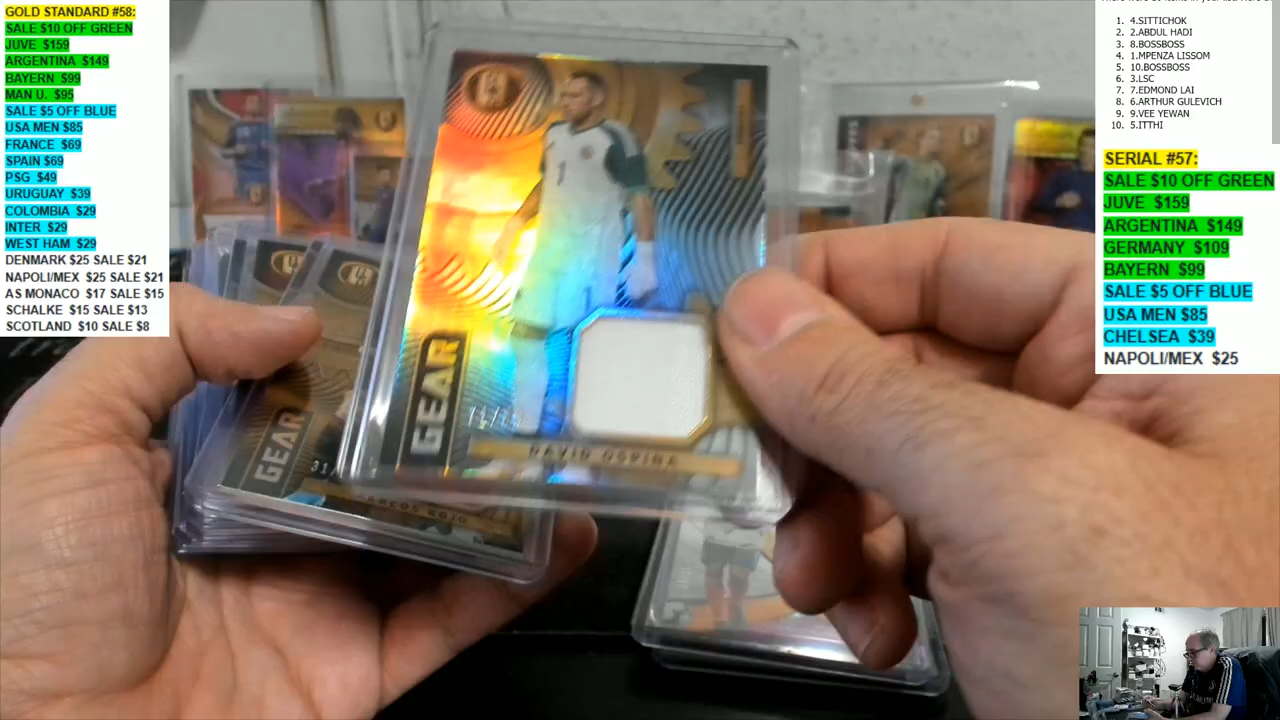 GOLD STANDARD #58:
SALE $10 OFF GREEN
JUVE $159
ARGENTINA $149
BAYERN $99
MAN U. $95
SALE $5 OFF BLUE
USA MEN $85
FRANCE $69
SPAIN $69
PSG $49
URUGUAY $39
COLOMBIA $29
INTER $29
WEST HAM $29
DENMARK $25 SALE $21
NAPOLI/MEX $25 SALE $21
AS MONACO $17 SALE $15
SCHALKE $15 SALE $13
SCOTLAND $10 SALE $8
GEAR
DAVID OSPINA
GEAR
31/
MARCOS ROJO
1. 4.SITTICHOK
2. 2.ABDUL HADI
3. 8.BOSSBOSS
4. 1.MPENZA LISSOM
5. 10.BOSSBOSS
6. 3.LSC
7. 7.EDMOND LAI
8. 6.ARTHUR GULEVICH
9. 9.VEE YEWAN
10. 5.ITTHI
SERIAL #57:
SALE $10 OFF GREEN
JUVE $159
ARGENTINA $149
GERMANY $109
BAYERN $99
SALE $5 OFF BLUE
USA MEN $85
CHELSEA $39
NAPOLI/MEX $25